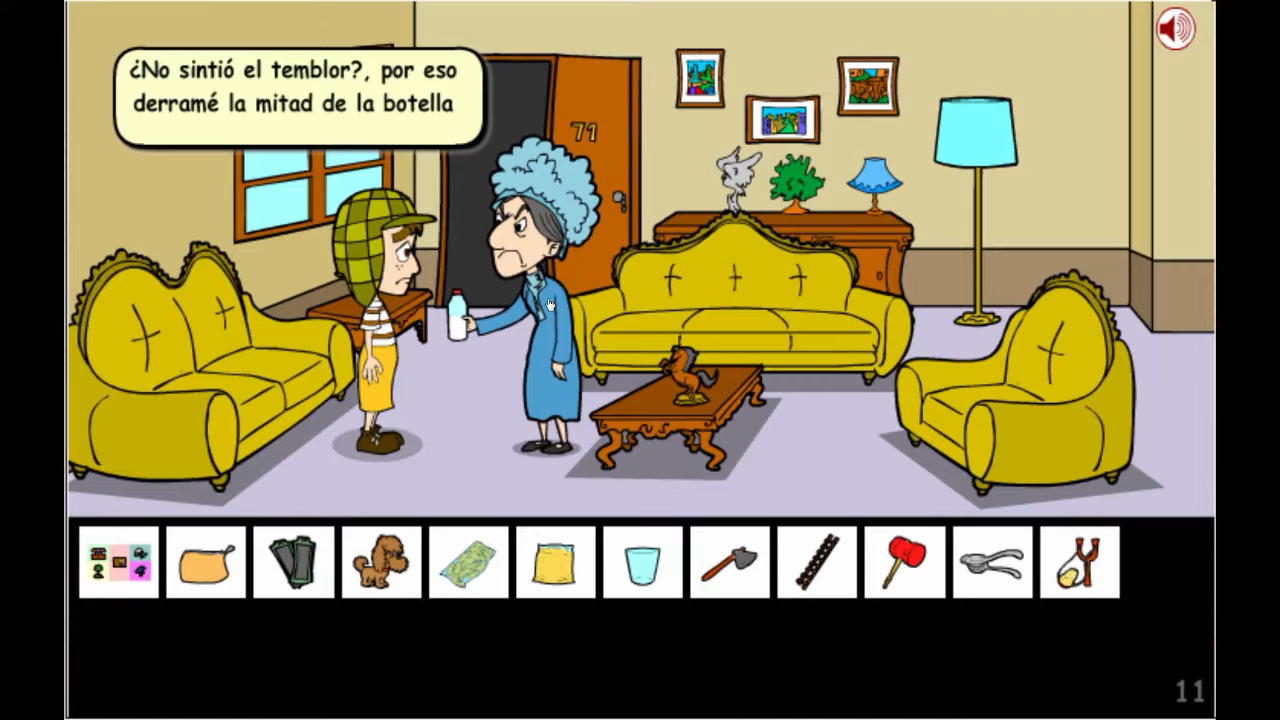 ¿No sintió el temblor?, por eso
derramé la mitad de la botella
71
11